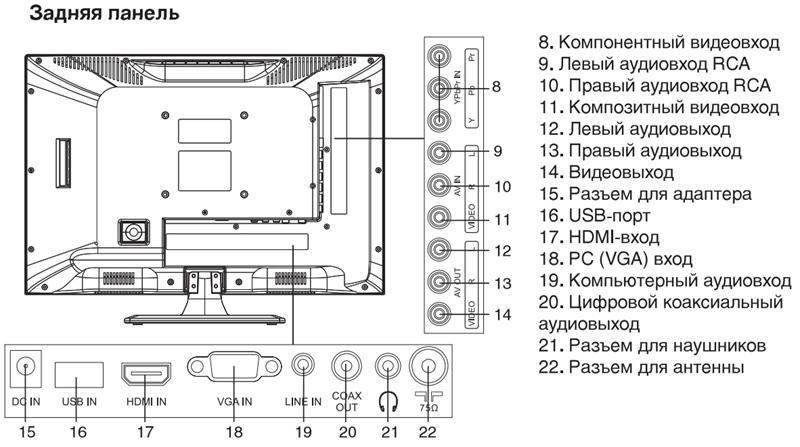 Задняя панель
Pr
Pb
Y
YPbPr IN
L
R
AV IN
VIDEO
L
R
AV OUT
VIDEO
8
9
10
11
12
13
14
8. Компонентный видеовход
9. Левый аудиовход RCA
10. Правый аудиовход RCA
11. Композитный видеовход
12. Левый аудиовыход
13. Правый аудиовыход
14. Видеовыход
15. Разъем для адаптера
16. USB-порт
17. HDMI-вход
18. PC (VGA) вход
19. Компьютерный аудиовход
20. Цифровой коаксиальный
аудиовыход
21. Разъем для наушников
22. Разъем для антенны
DC IN
USB IN
HDMI IN
VGA IN
LINE IN
COAX
OUT
75Ω
15
16
17
18
19
20
21
22